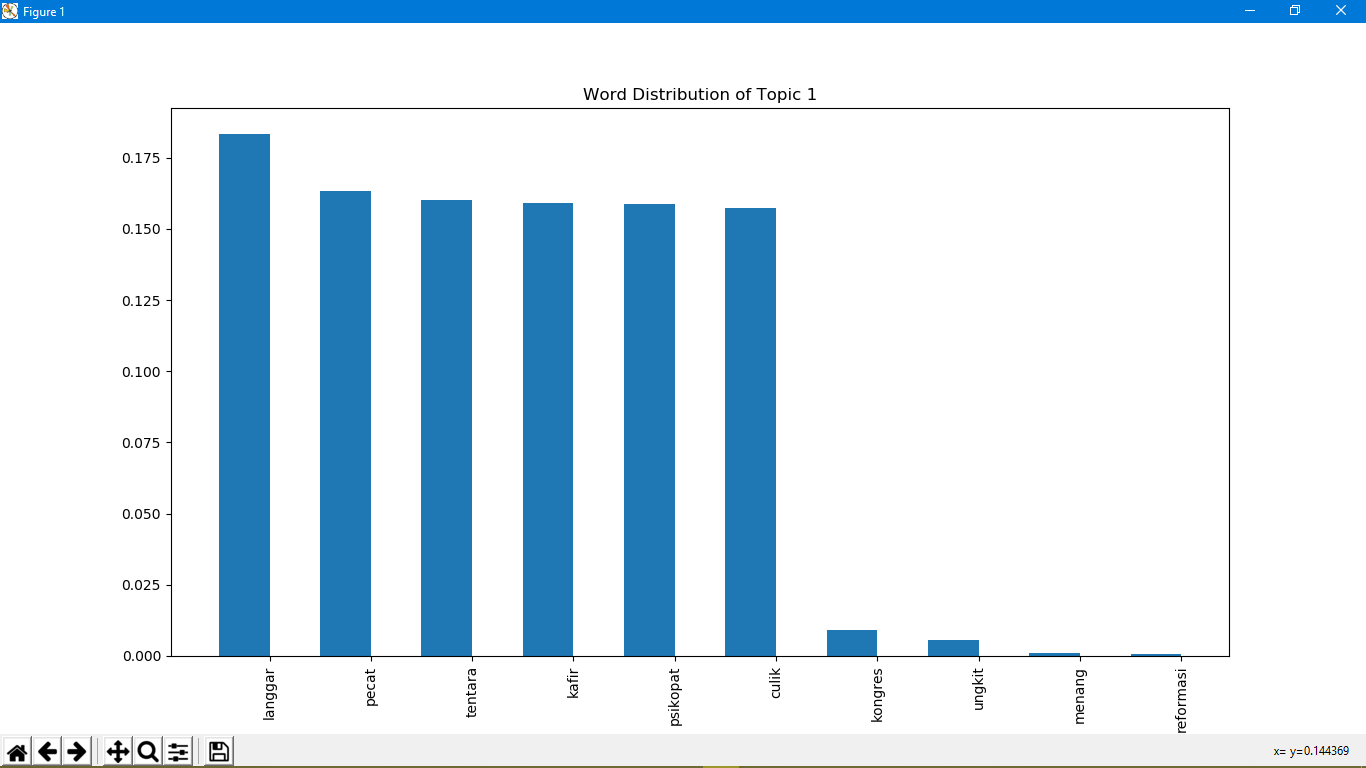 Figure 1
Word Distribution of Topic 1
0.175
0.150
0.125
0.100
0.075
0.050
0.025
0.000
langgar
pecat
tentara
kafir
psikopat
culik
kongres
ungkit
menang
reformasi
x= y=0.144369